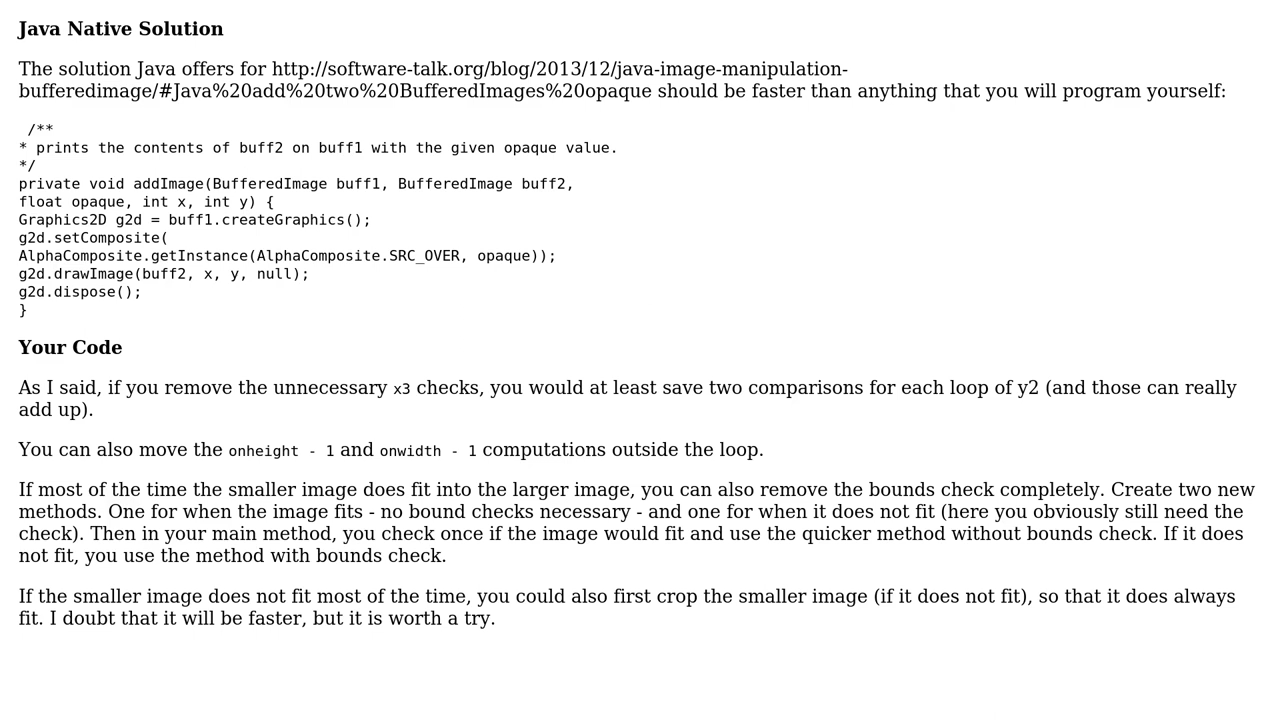 Java Native Solution
The solution Java offers for http://software-talk.org/blog/2013/12/java-image-manipulation-
bufferedimage/#Java%20add%20two%20BufferedImages%20opaque should be faster than anything that you will program yourself:
/**
* prints the contents of buff2 on buff1 with the given opaque value.
*/
private void addImage(BufferedImage buff1, BufferedImage buff2,
float opaque, int x, int y) {
Graphics2D g2d = buff1.createGraphics();
g2d.setComposite(
AlphaComposite.getInstance(AlphaComposite.SRC_OVER, opaque));
g2d.drawImage(buff2, x, y, null);
g2d.dispose();
}
Your Code
As I said, if you remove the unnecessary x3 checks, you would at least save two comparisons for each loop of y2 (and those can really
add up).
You can also move the onheight - 1 and onwidth - 1 computations outside the loop.
If most of the time the smaller image does fit into the larger image, you can also remove the bounds check completely. Create two new
methods. One for when the image fits - no bound checks necessary - and one for when it does not fit (here you obviously still need the
check). Then in your main method, you check once if the image would fit and use the quicker method without bounds check. If it does
not fit, you use the method with bounds check.
If the smaller image does not fit most of the time, you could also first crop the smaller image (if it does not fit), so that it does always
fit. I doubt that it will be faster, but it is worth a try.